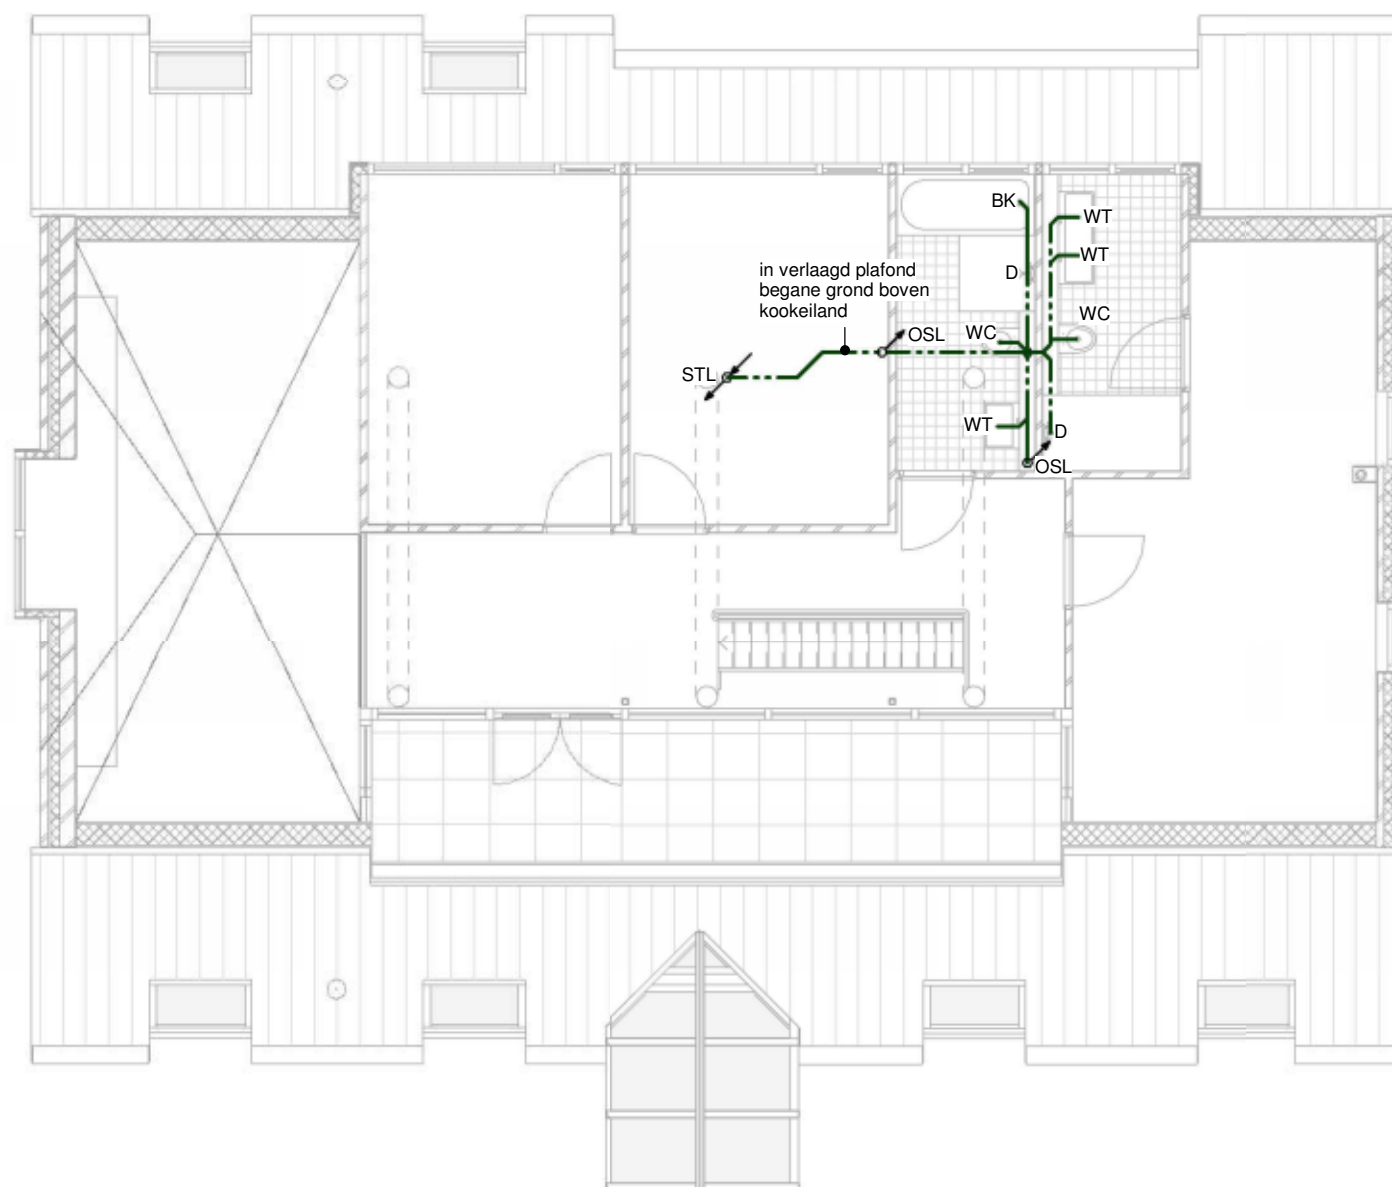 BK
WT
WT
D
in verlaagd plafond
begane grond boven
kookeiland
WC
WC
OSL
STL
WT
D
OSL